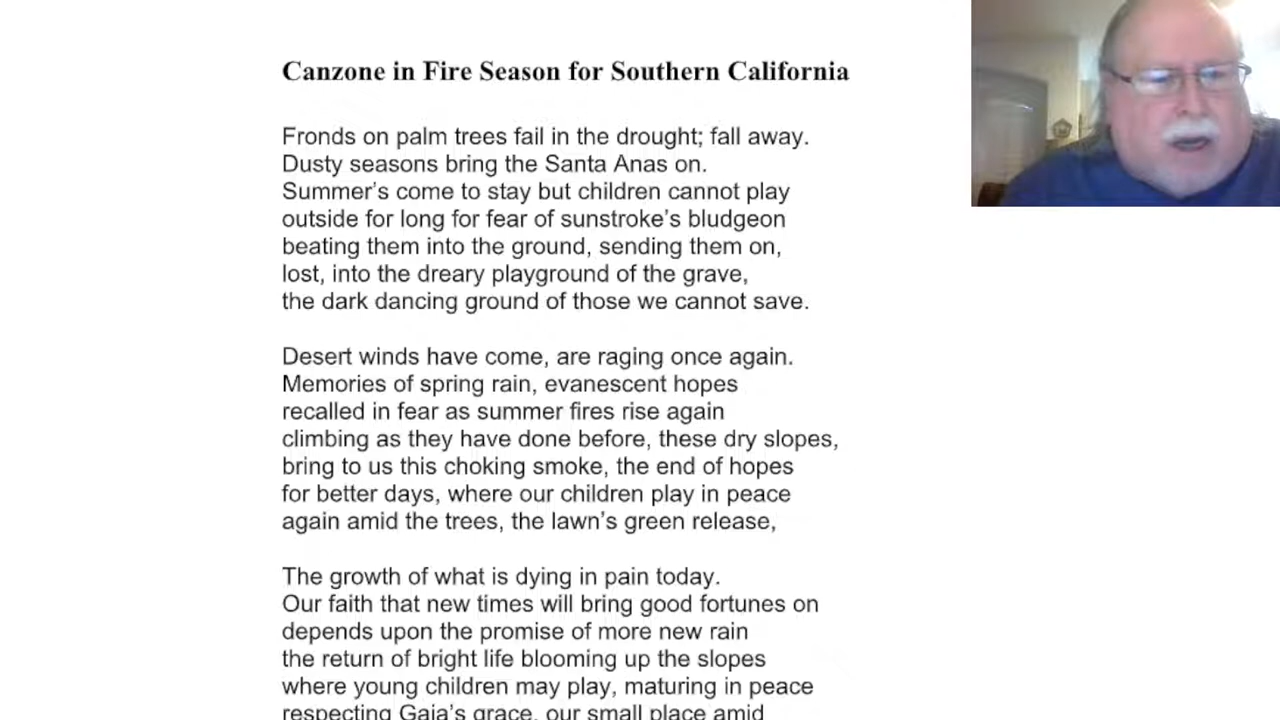 Canzone in Fire Season for Southern California
Fronds on palm trees fail in the drought; fall away.
Dusty seasons bring the Santa Anas on.
Summer's come to stay but children cannot play
outside for long for fear of sunstroke's bludgeon
beating them into the ground, sending them on,
lost, into the dreary playground of the grave,
the dark dancing ground of those we cannot save.
Desert winds have come, are raging once again.
Memories of spring rain, evanescent hopes
recalled in fear as summer fires rise again
climbing as they have done before, these dry slopes,
bring to us this choking smoke, the end of hopes
for better days, where our children play in peace
again amid the trees, the lawn's green release,
The growth of what is dying in pain today.
Our faith that new times will bring good fortunes on
depends upon the promise of more new rain
the return of bright life blooming up the slopes
where young children may play, maturing in peace
respecting Gaia's grace, our small place amid